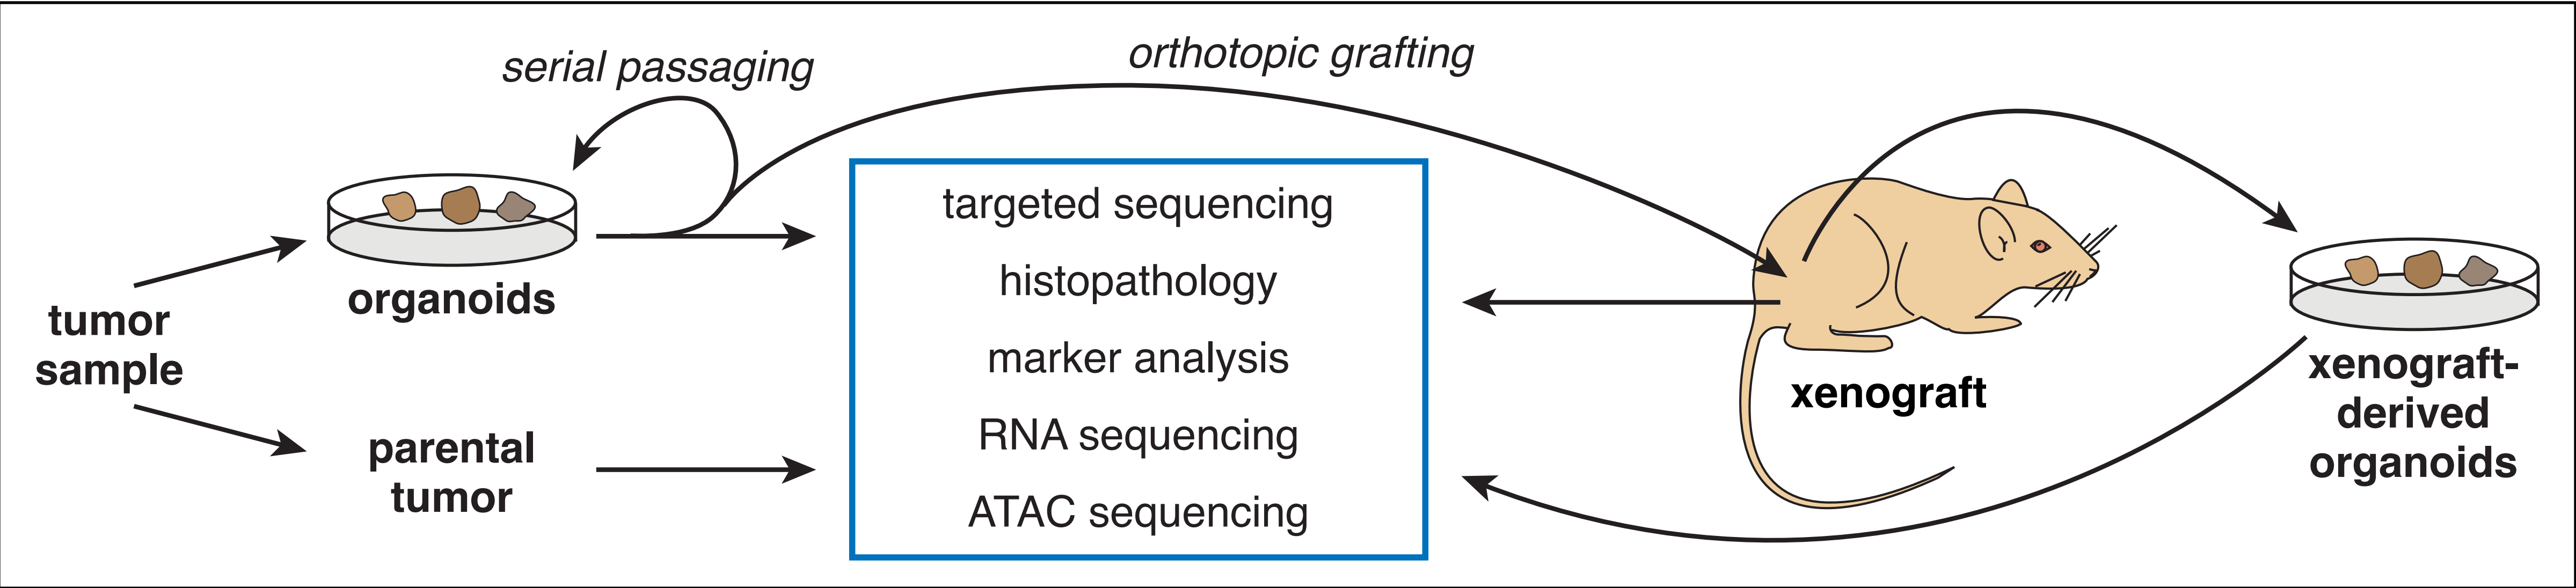 serial passaging
orthotopic grafting
tumor
sample
organoids
parental
tumor
targeted sequencing
histopathology
marker analysis
RNA sequencing
ATAC sequencing
xenograft
xenograft-
derived
organoids